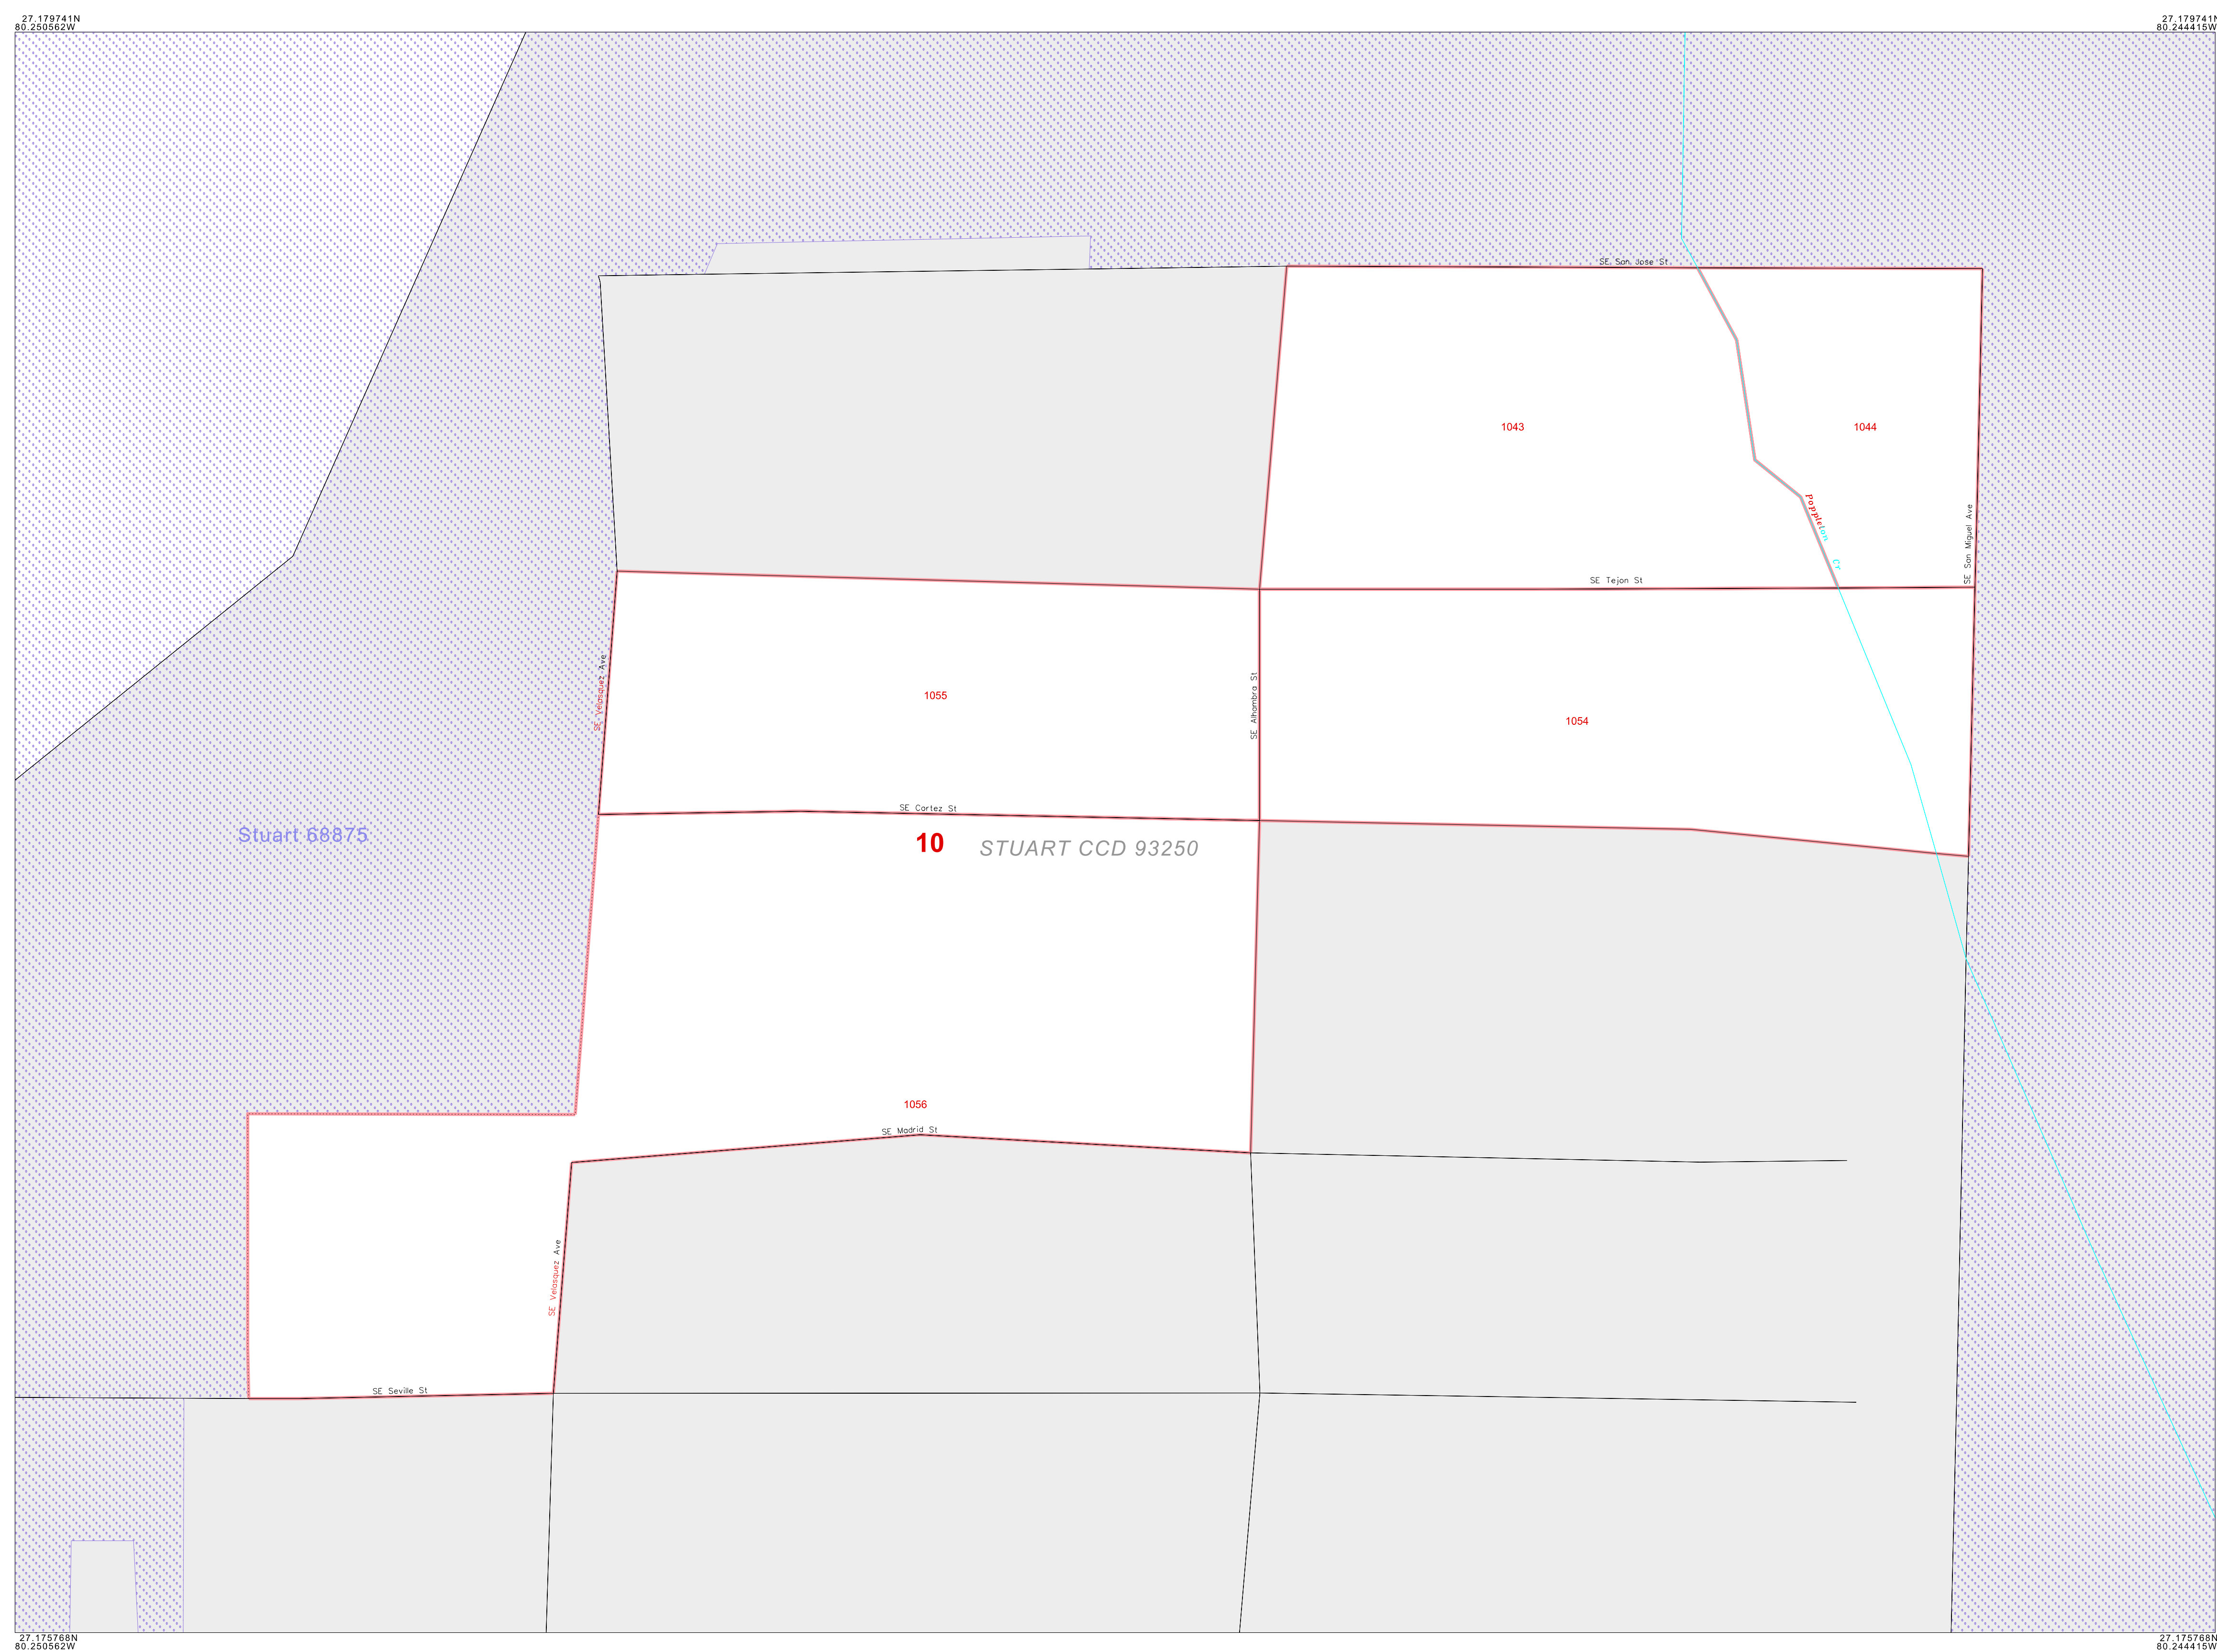 27.179741N
80.250562W
27.179741N
80.244415W
SE San Jose St
1043
1044
Poppleton Cr
SE San Miguel Ave
SE Tejon St
SE Velasquez Ave
1055
SE Alhambra St
1054
SE Cortez St
Stuart 68875
10
STUART CCD 93250
1056
SE Madrid St
SE Velasquez Ave
SE Seville St
27.175768N
80.250562W
27.175768N
80.244415W